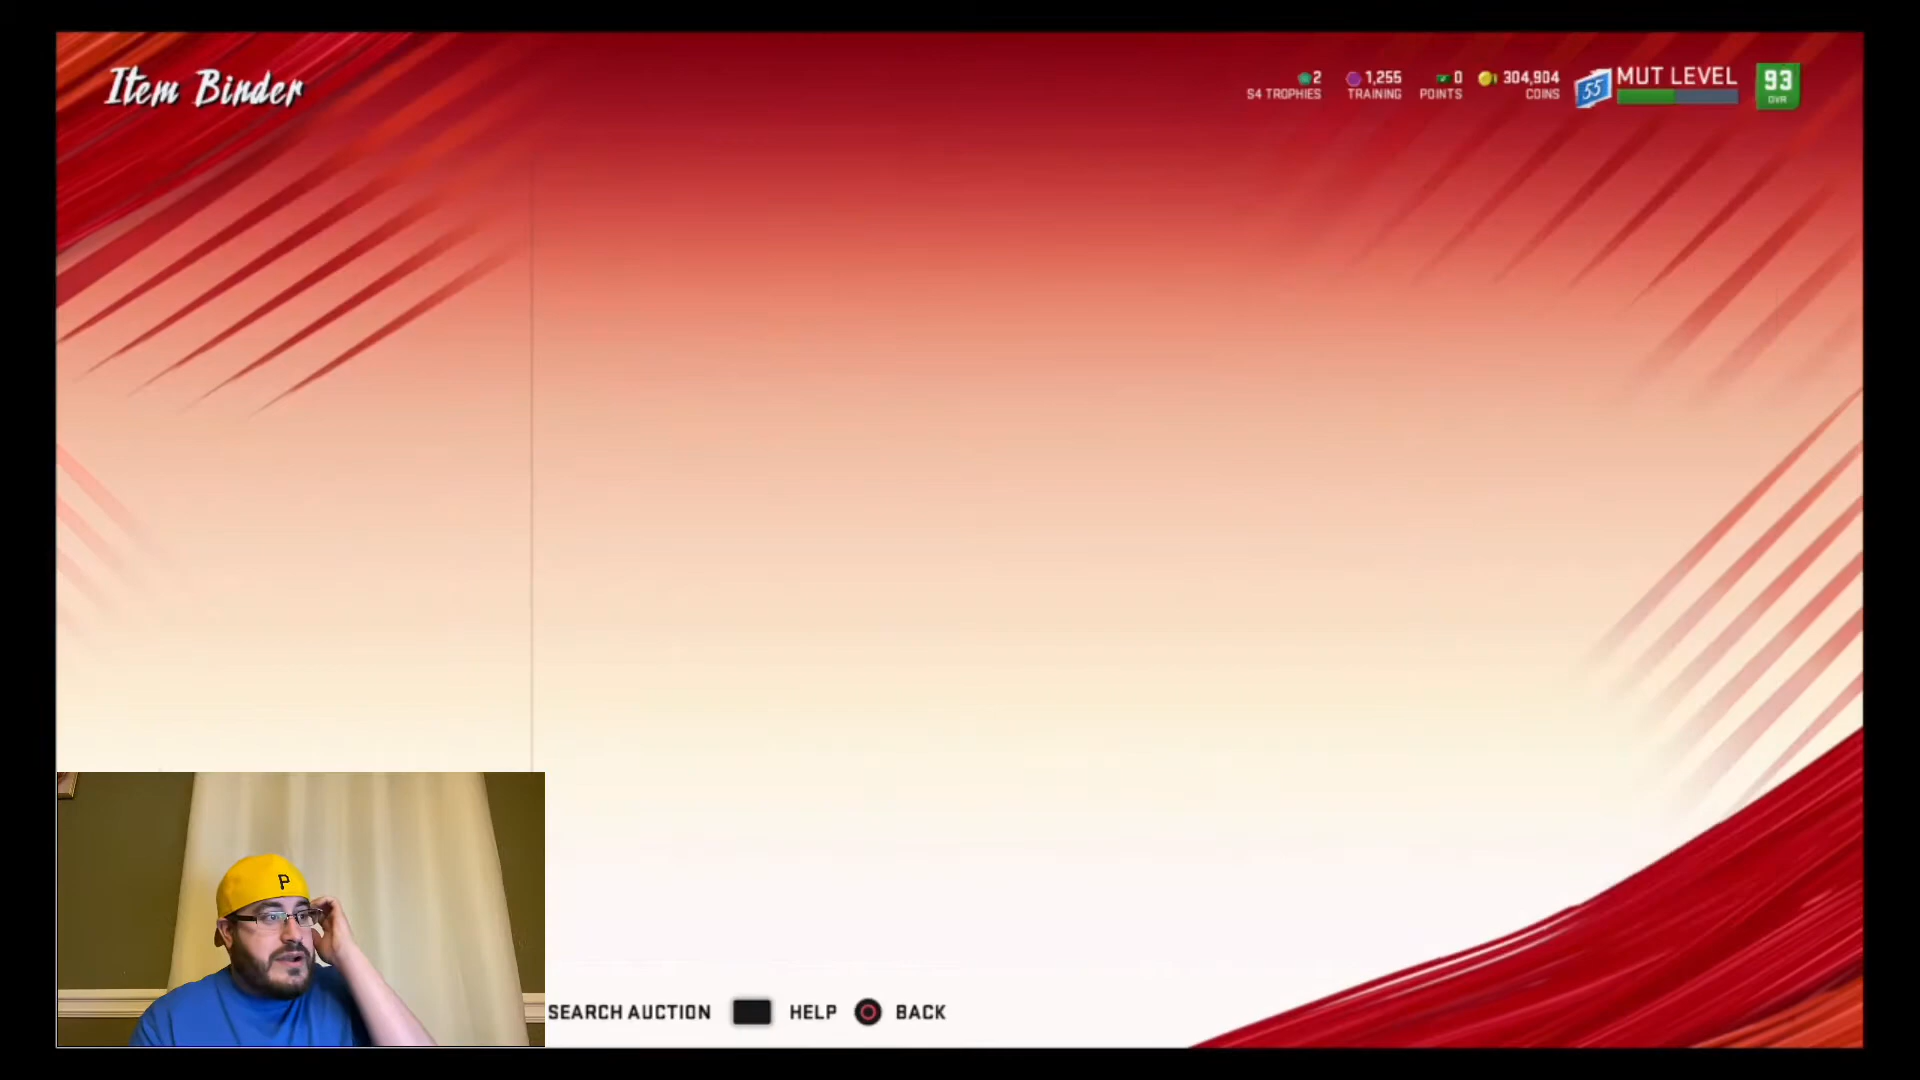 Item Binder
2 1,255 0 304,904 55 MUT LEVEL 93
S4 TROPHIES TRAINING POINTS COINS OVR
P
SEARCH AUCTION HELP BACK